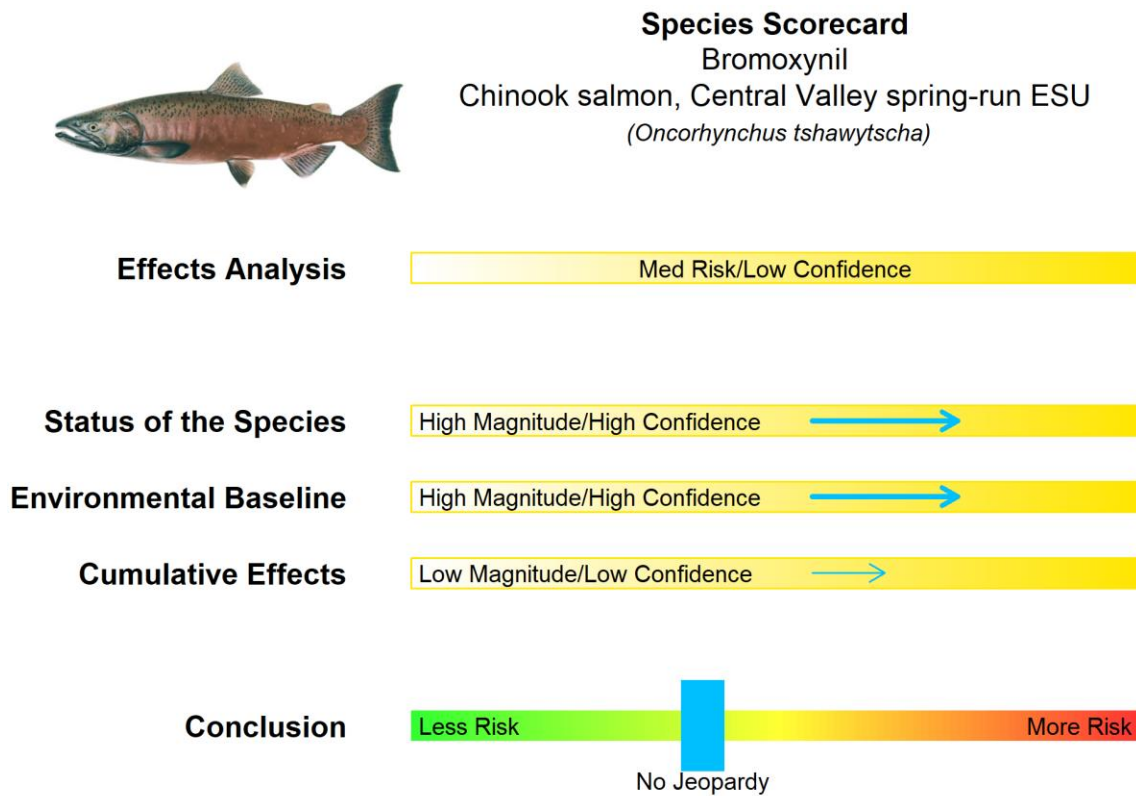 Species Scorecard
Bromoxynil
Chinook salmon, Central Valley spring-run ESU
(Oncorhynchus tshawytscha)
Effects Analysis
Med Risk/Low Confidence
Status of the Species
High Magnitude/High Confidence
Environmental Baseline
High Magnitude/High Confidence
Cumulative Effects
Low Magnitude/Low Confidence
Conclusion
Less Risk
More Risk
No Jeopardy